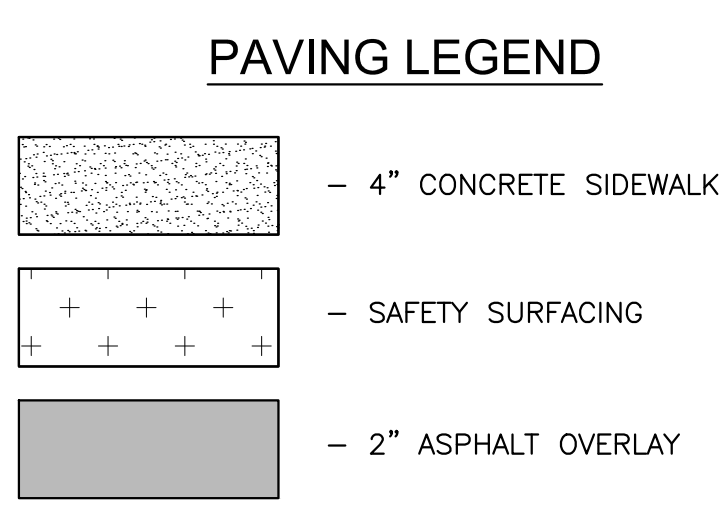 PAVING LEGEND
– 4” CONCRETE SIDEWALK
– SAFETY SURFACING
– 2” ASPHALT OVERLAY